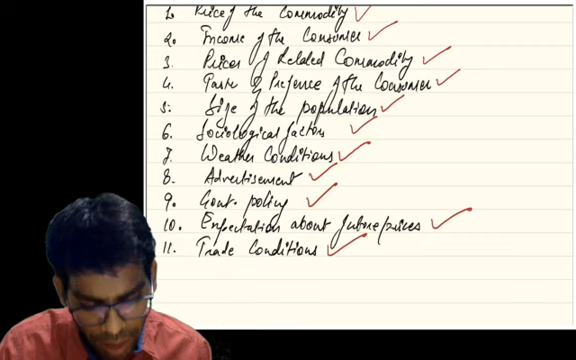 1. Price of the Commodity
2. Income of the Consumer
3. Prices of Related Commodity
4. Taste & Prefence of the Consumer
5. Size of the population
6. Sociological factors
7. Weather Conditions
8. Advertisement
9. Govt. policy
10. Expectation about future prices
11. Trade Conditions